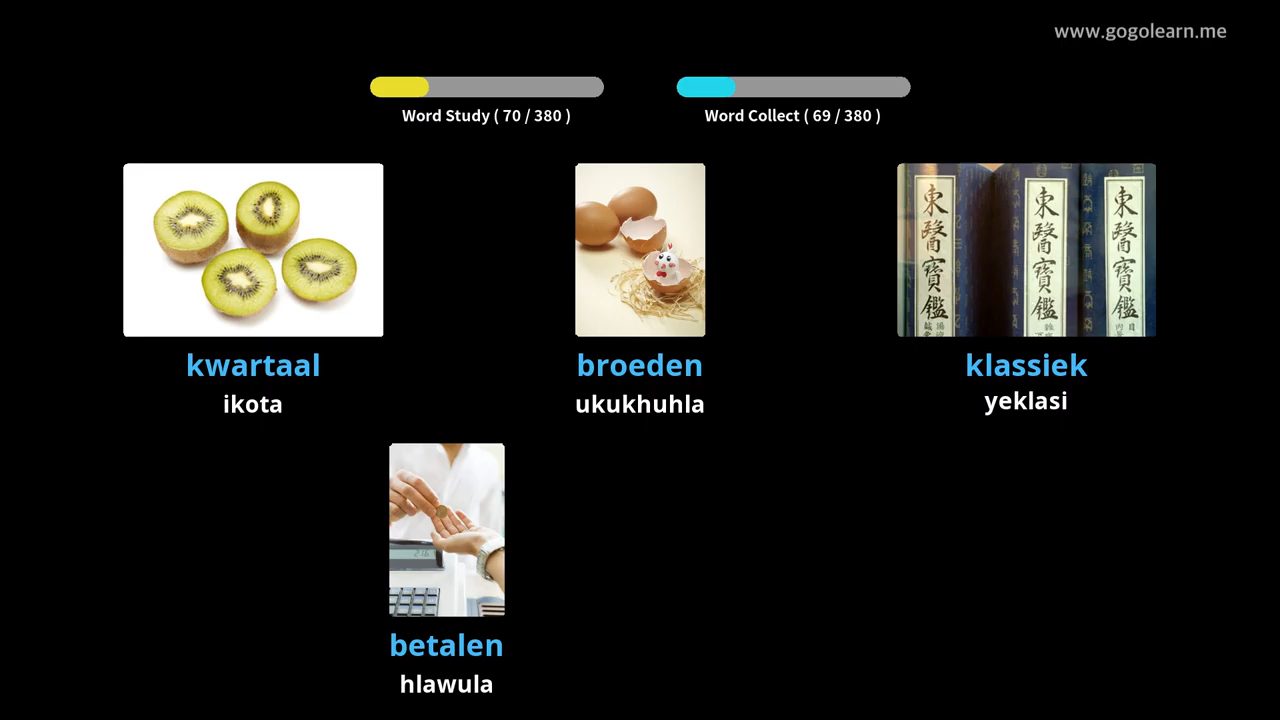 www.gogolearn.me
Word Study ( 70 / 380 )
Word Collect ( 69 / 380 )
東醫寶鑑
東醫寶鑑
東醫寶鑑
kwartaal
broeden
klassiek
ikota
ukukhuhla
yeklasi
betalen
hlawula